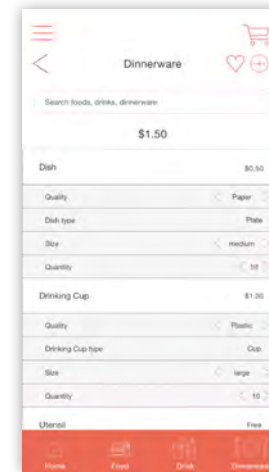 Dinnerware
Search foods, drinks, dinnerware
$1.50
Dish $0.50
Quality Paper
Dish type Plate
Size medium
Quantity 10
Drinking Cup $1.00
Quality Plastic
Drinking Cup type Cup
Size large
Quantity 10
Utensil Free
Home Food Drink Dinnerware